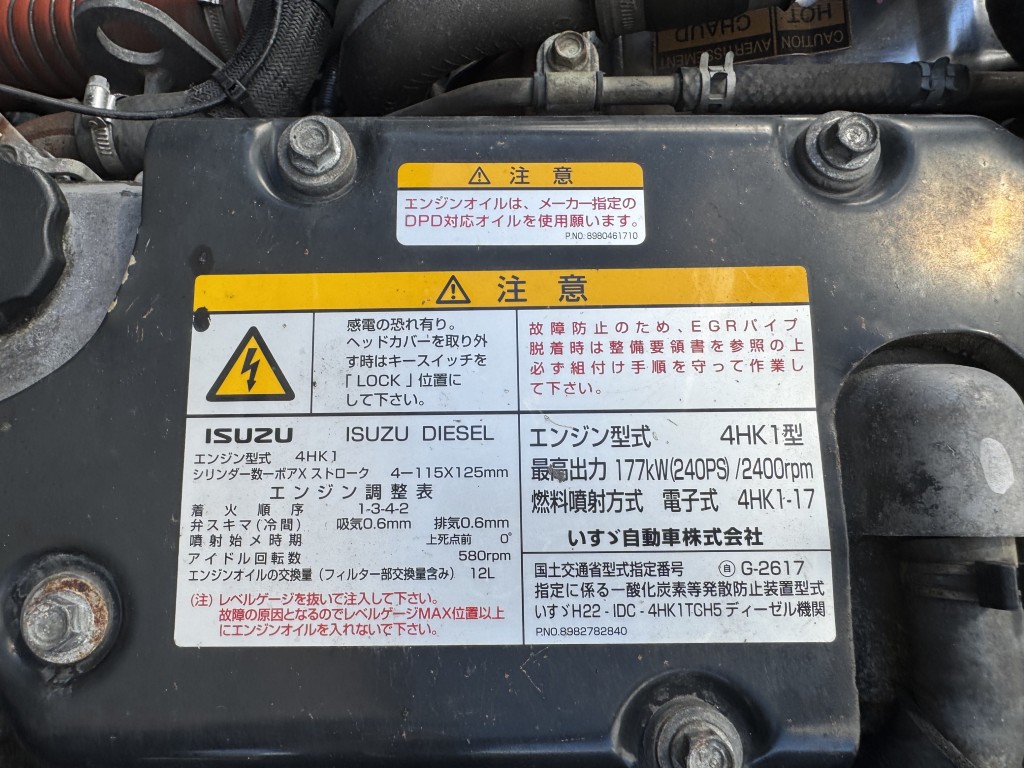 CAUTION
HOT
AVERTISSEMENT
CHAUD
注意
エンジンオイルは、メーカー指定の
DPD対応オイルを使用願います。
P.NO. 8980461710
注意
感電の恐れ有り。
ヘッドカバーを取り外
す時はキースイッチを
「 LOCK 」位置に
して下さい。
故障防止のため、EGRパイプ
脱着時は整備要領書を参照の上
必ず組付け手順を守って作業し
て下さい。
ISUZU ISUZU DIESEL
エンジン型式 4HK1
シリンダー数ーボアXストローク 4ー115X125mm
エンジン調整表
着火順序 1-3-4-2
弁スキマ(冷間) 吸気0.6mm 排気0.6mm
噴射始メ時期 上死点前 0°
アイドル回転数 580rpm
エンジンオイルの交換量 (フィルター部交換量含み) 12L
(注) レベルゲージを抜いて注入して下さい。
故障の原因となるのでレベルゲージMAX位置以上
にエンジンオイルを入れないで下さい。
エンジン型式 4HK1型
最高出力 177kW(240PS) /2400rpm
燃料噴射方式 電子式 4HK1-17
いすゞ自動車株式会社
国土交通省型式指定番号 ㊐ G-2617
指定に係る一酸化炭素等発散防止装置型式
いすゞH22 - IDC - 4HK1TGH5 ディーゼル機関
P.NO.8982782840